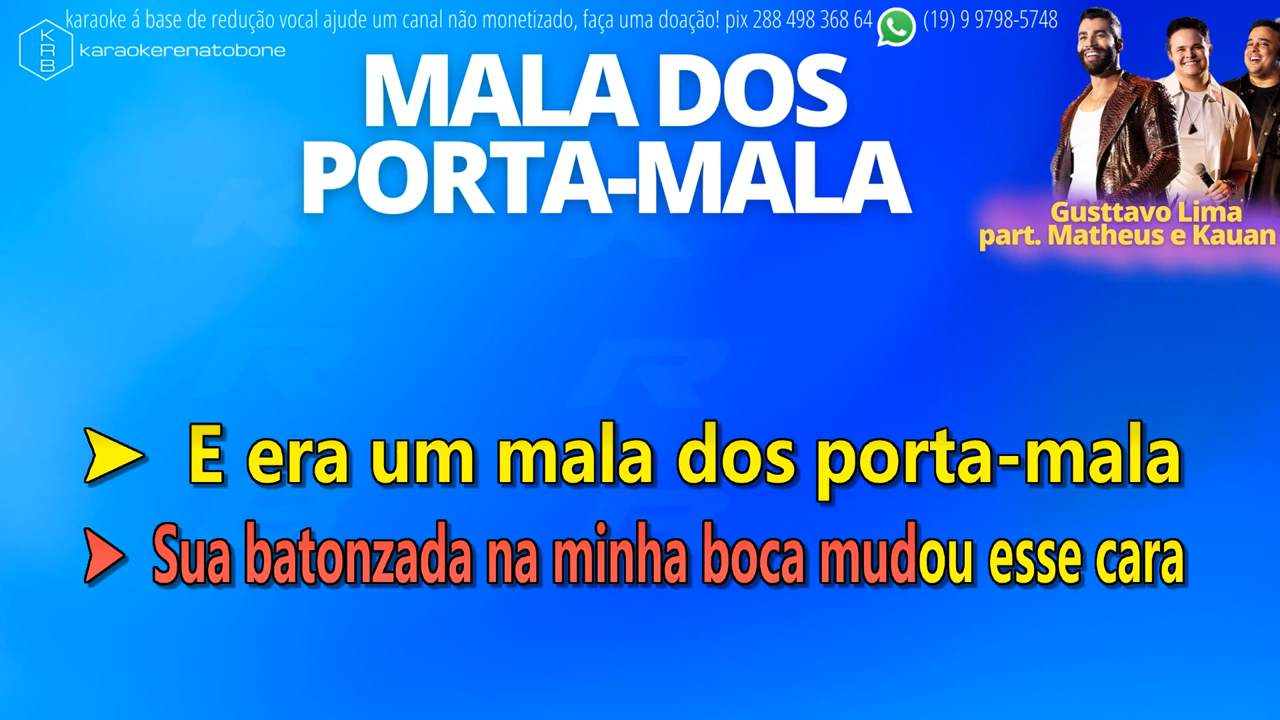 karaoke á base de redução vocal ajude um canal não monetizado, faça uma doação! pix 288 498 368 64 (19) 9 9798-5748
KRB karaokerenatobone
MALA DOS
PORTA-MALA
Gusttavo Lima
part. Matheus e Kauan
E era um mala dos porta-mala
Sua batonzada na minha boca mudou esse cara